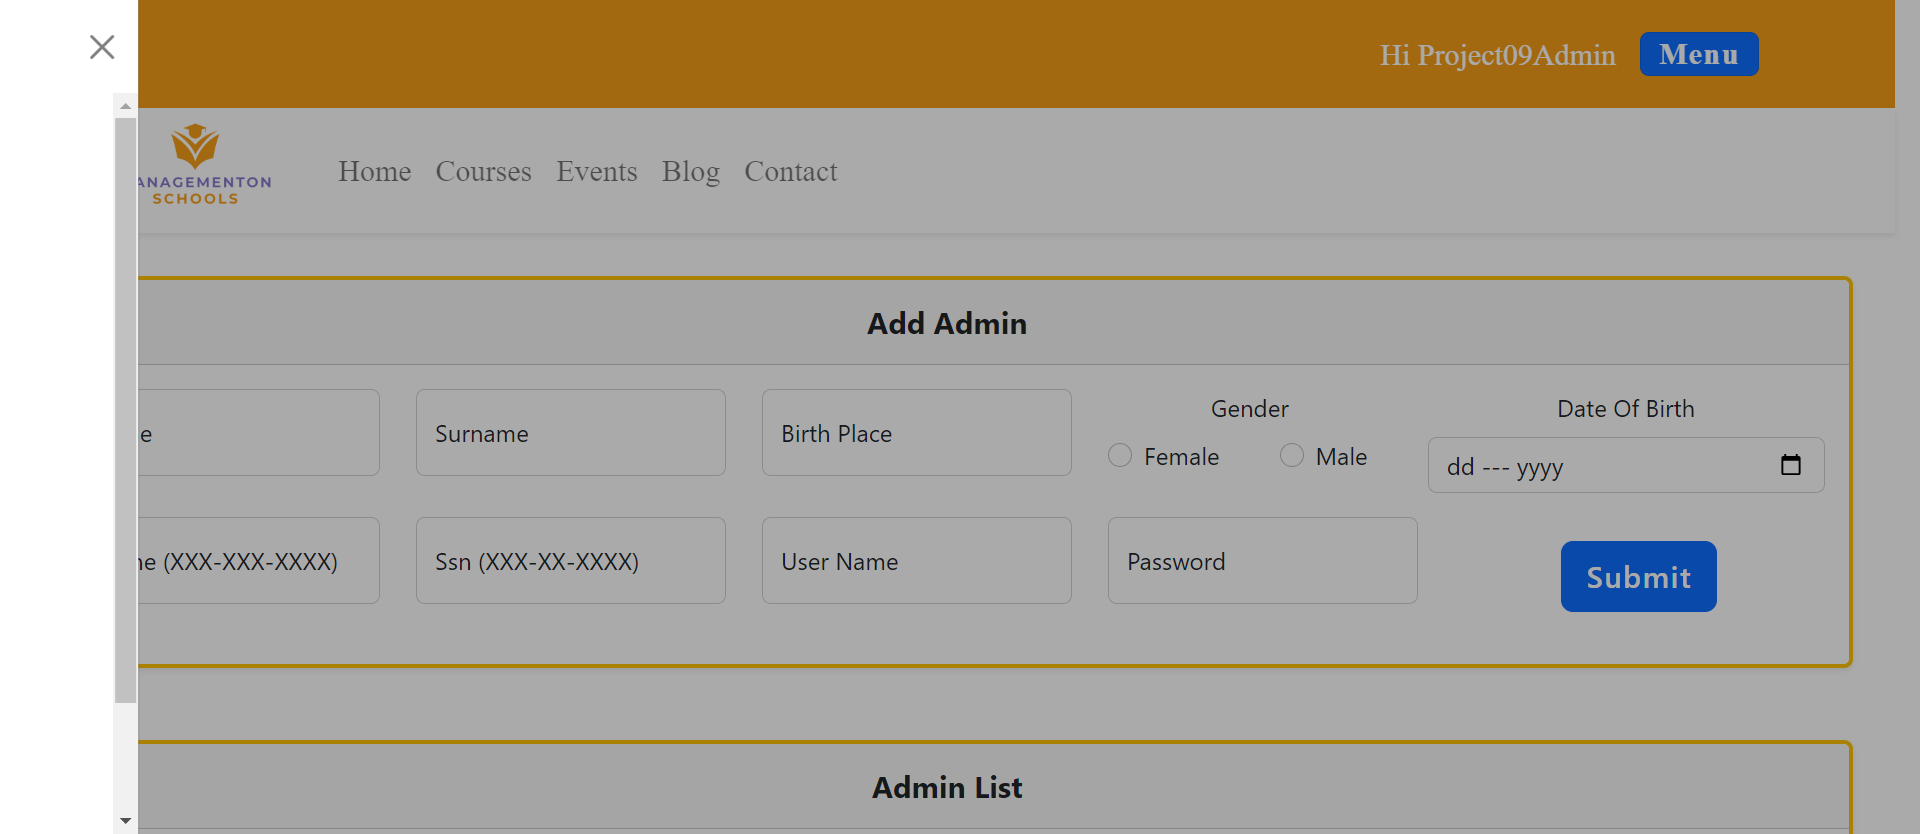 Hi Project09Admin Menu
ANAGEMENTON
SCHOOLS
Home Courses Events Blog Contact
Add Admin
e Surname Birth Place Gender Female Male Date Of Birth dd --- yyyy
ne (XXX-XXX-XXXX) Ssn (XXX-XX-XXXX) User Name Password Submit
Admin List